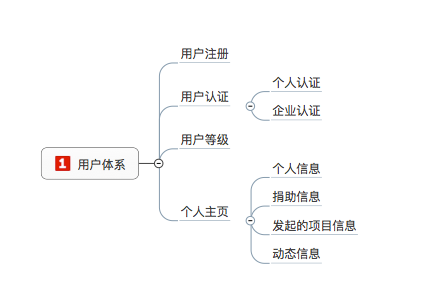 1 用户体系
用户注册
用户认证
个人认证
企业认证
用户等级
个人主页
个人信息
捐助信息
发起的项目信息
动态信息